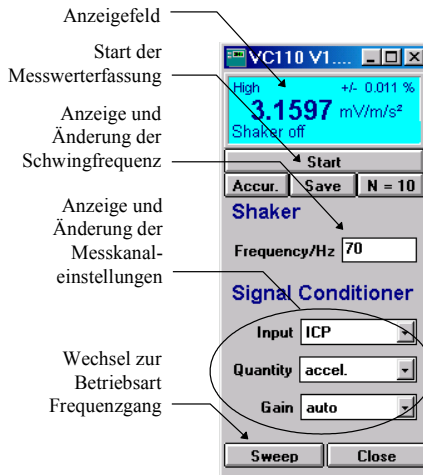 Anzeigefeld
Start der
Messwerterfassung
Anzeige und
Änderung der
Schwingfrequenz
Anzeige und
Änderung der
Messkanal-
einstellungen
Wechsel zur
Betriebsart
Frequenzgang
VC110 V1....
High +/- 0.011 %
3.1597 mV/m/s²
Shaker off
Start
Accur. Save N = 10
Shaker
Frequency/Hz 70
Signal Conditioner
Input ICP
Quantity accel.
Gain auto
Sweep Close